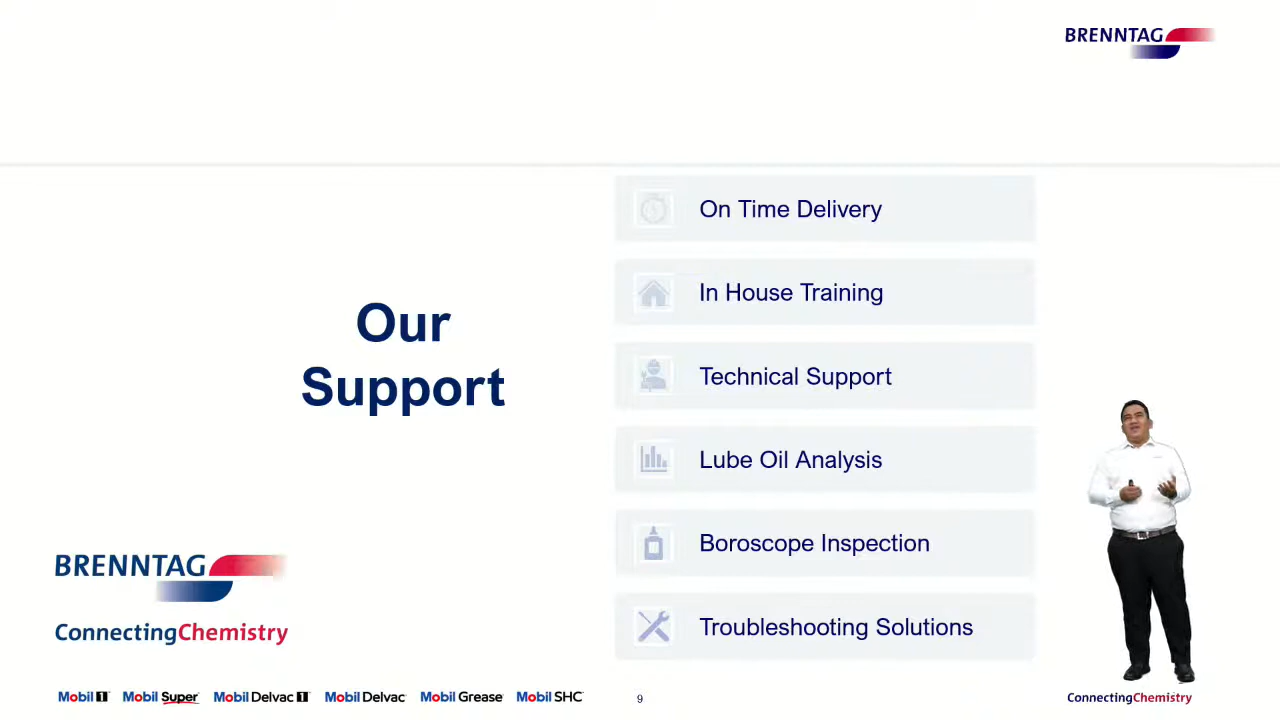 BRENNTAG
On Time Delivery
In House Training
Our
Support
Technical Support
Lube Oil Analysis
Boroscope Inspection
Troubleshooting Solutions
BRENNTAG
ConnectingChemistry
Mobil 1 Mobil Super Mobil Delvac 1 Mobil Delvac Mobil Grease Mobil SHC
9
ConnectingChemistry